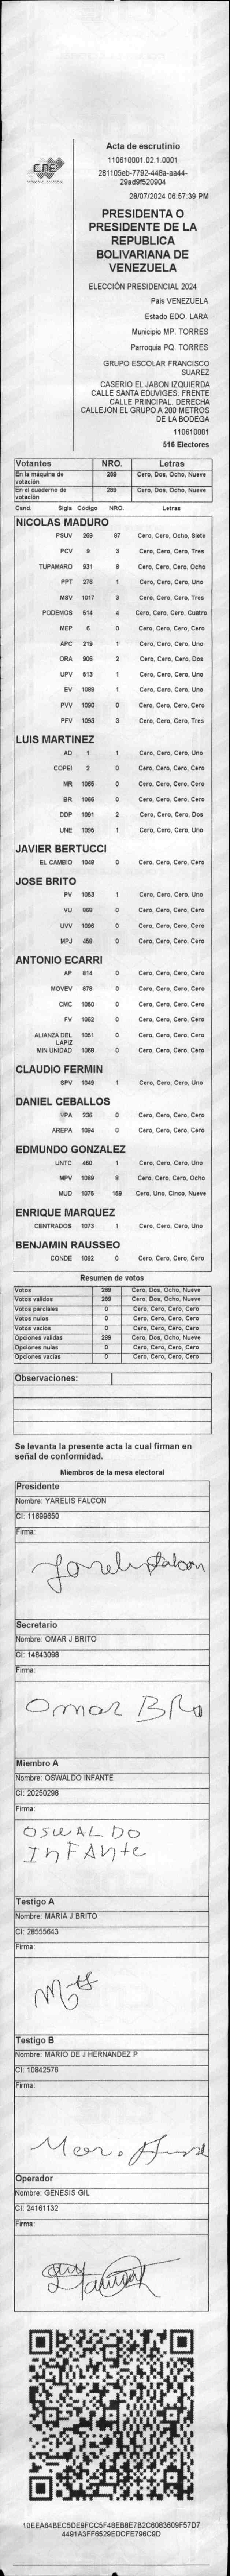 CNE
Acta de escrutinio
110610001.02.1.0001
281105eb-7792-448a-aa44-
29ad9f520904
28/07/2024 06:57:39 PM
PRESIDENTA O
PRESIDENTE DE LA
REPUBLICA
BOLIVARIANA DE
VENEZUELA
ELECCIÓN PRESIDENCIAL 2024
Pais VENEZUELA
Estado EDO. LARA
Municipio MP. TORRES
Parroquia PQ. TORRES
GRUPO ESCOLAR FRANCISCO
SUAREZ
CASERIO EL JABON IZQUIERDA
CALLE SANTA EDUVIGES. FRENTE
CALLE PRINCIPAL. DERECHA
CALLEJÓN EL GRUPO A 200 METROS
DE LA BODEGA
110610001
516 Electores
Votantes NRO. Letras
En la máquina de votación 289 Cero, Dos, Ocho, Nueve
En el cuaderno de votación 289 Cero, Dos, Ocho, Nueve
Cand. Sigla Código NRO. Letras
NICOLAS MADURO
PSUV 269 87 Cero, Cero, Ocho, Siete
PCV 9 3 Cero, Cero, Cero, Tres
TUPAMARO 931 8 Cero, Cero, Cero, Ocho
PPT 276 1 Cero, Cero, Cero, Uno
MSV 1017 3 Cero, Cero, Cero, Tres
PODEMOS 514 4 Cero, Cero, Cero, Cuatro
MEP 6 0 Cero, Cero, Cero, Cero
APC 219 1 Cero, Cero, Cero, Uno
ORA 906 2 Cero, Cero, Cero, Dos
UPV 513 1 Cero, Cero, Cero, Uno
EV 1089 1 Cero, Cero, Cero, Uno
PVV 1090 0 Cero, Cero, Cero, Cero
PFV 1093 3 Cero, Cero, Cero, Tres
LUIS MARTINEZ
AD 1 1 Cero, Cero, Cero, Uno
COPEI 2 0 Cero, Cero, Cero, Cero
MR 1065 0 Cero, Cero, Cero, Cero
BR 1066 0 Cero, Cero, Cero, Cero
DDP 1091 2 Cero, Cero, Cero, Dos
UNE 1095 1 Cero, Cero, Cero, Uno
JAVIER BERTUCCI
EL CAMBIO 1048 0 Cero, Cero, Cero, Cero
JOSE BRITO
PV 1053 1 Cero, Cero, Cero, Uno
VU 868 0 Cero, Cero, Cero, Cero
UVV 1096 0 Cero, Cero, Cero, Cero
MPJ 459 0 Cero, Cero, Cero, Cero
ANTONIO ECARRI
AP 814 0 Cero, Cero, Cero, Cero
MOVEV 879 0 Cero, Cero, Cero, Cero
CMC 1050 0 Cero, Cero, Cero, Cero
FV 1082 0 Cero, Cero, Cero, Cero
ALIANZA DEL LAPIZ 1051 0 Cero, Cero, Cero, Cero
MIN UNIDAD 1069 0 Cero, Cero, Cero, Cero
CLAUDIO FERMIN
SPV 1049 1 Cero, Cero, Cero, Uno
DANIEL CEBALLOS
VPA 236 0 Cero, Cero, Cero, Cero
AREPA 1094 0 Cero, Cero, Cero, Cero
EDMUNDO GONZALEZ
UNTC 460 1 Cero, Cero, Cero, Uno
MPV 1069 8 Cero, Cero, Cero, Ocho
MUD 1075 159 Cero, Uno, Cinco, Nueve
ENRIQUE MARQUEZ
CENTRADOS 1073 1 Cero, Cero, Cero, Uno
BENJAMIN RAUSSEO
CONDE 1092 0 Cero, Cero, Cero, Cero
Resumen de votos
Votos 289 Cero, Dos, Ocho, Nueve
Votos validos 289 Cero, Dos, Ocho, Nueve
Votos parciales 0 Cero, Cero, Cero, Cero
Votos nulos 0 Cero, Cero, Cero, Cero
Votos vacios 0 Cero, Cero, Cero, Cero
Opciones validas 289 Cero, Dos, Ocho, Nueve
Opciones nulas 0 Cero, Cero, Cero, Cero
Opciones vacias 0 Cero, Cero, Cero, Cero
Observaciones:
Se levanta la presente acta la cual firman en
señal de conformidad.
Miembros de la mesa electoral
Presidente
Nombre: YARELIS FALCON
CI: 11699650
Firma:
Yarelis Falcon
Secretario
Nombre: OMAR J BRITO
CI: 14843098
Firma:
Omar
Miembro A
Nombre: OSWALDO INFANTE
CI: 20250298
Firma:
OSWALDO
INFANte
Testigo A
Nombre: MARIA J BRITO
CI: 28555643
Firma:
Testigo B
Nombre: MARIO DE J HERNANDEZ P
CI: 10842576
Firma:
Operador
Nombre: GENESIS GIL
CI: 24161132
Firma:
10EEA64BEC5DE9FCC5F48EB8E7B2C6083609F57D7
4491A3FF6529EDCFE796C9D